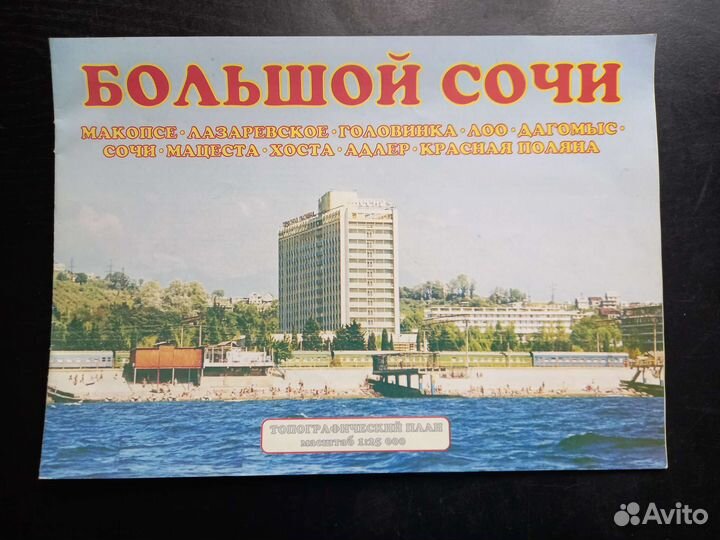 БОЛЬШОЙ СОЧИ
МАКОПСЕ · ЛАЗАРЕВСКОЕ · ГОЛОВИНКА · ЛОО · ДАГОМЫС ·
СОЧИ · МАЦЕСТА · ХОСТА · АДЛЕР · КРАСНАЯ ПОЛЯНА
ТОПОГРАФИЧЕСКИЙ ПЛАН
масштаб 1:25 000
Avito